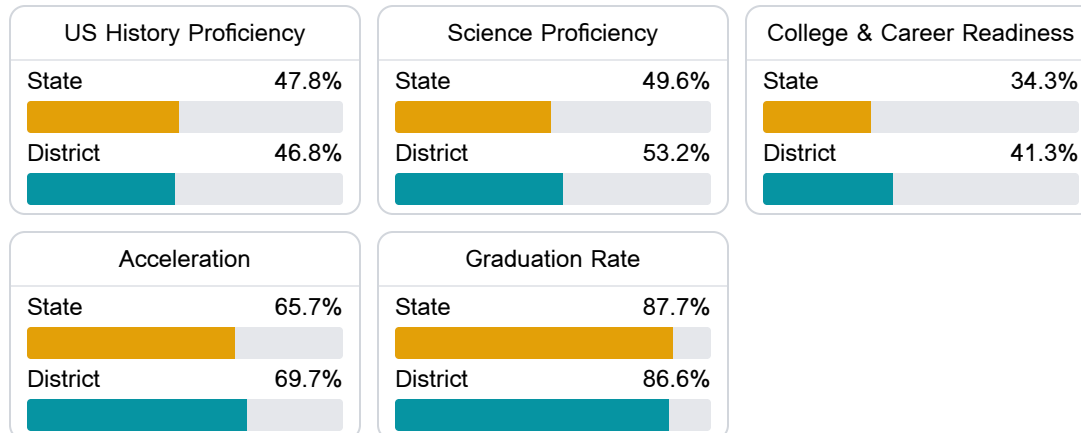 US History Proficiency
State 47.8%
District 46.8%
Science Proficiency
State 49.6%
District 53.2%
College & Career Readiness
State 34.3%
District 41.3%
Acceleration
State 65.7%
District 69.7%
Graduation Rate
State 87.7%
District 86.6%